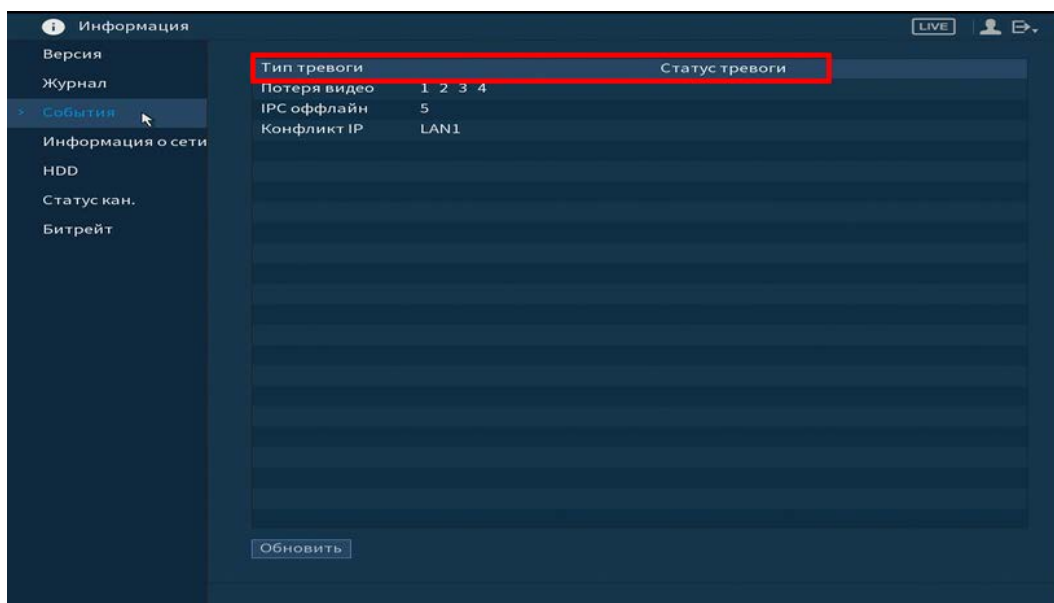 Информация LIVE
Версия
Журнал
События
Информация о сети
HDD
Статус кан.
Битрейт
Тип тревоги Статус тревоги
Потеря видео 1 2 3 4
IPC оффлайн 5
Конфликт IP LAN1
Обновить